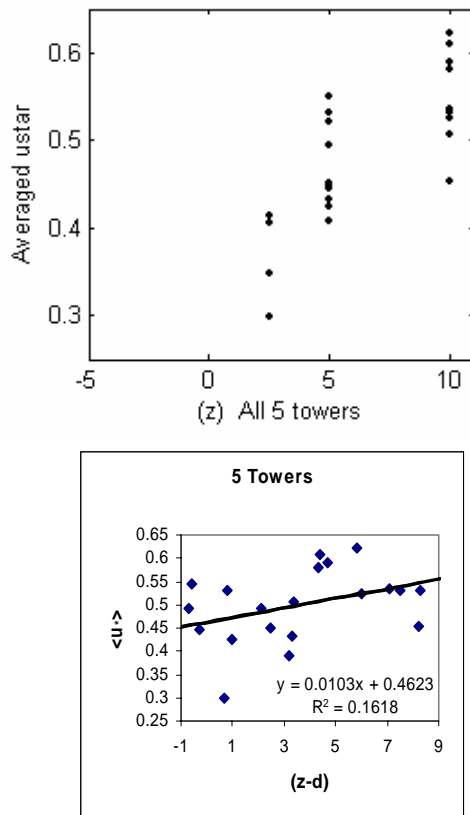 0.6
0.5
0.4
0.3
Averaged ustar
-5 0 5 10
(z) All 5 towers
5 Towers
0.65
0.6
0.55
0.5
0.45
0.4
0.35
0.3
0.25
<u*>
y = 0.0103x + 0.4623
R² = 0.1618
-1 1 3 5 7 9
(z-d)